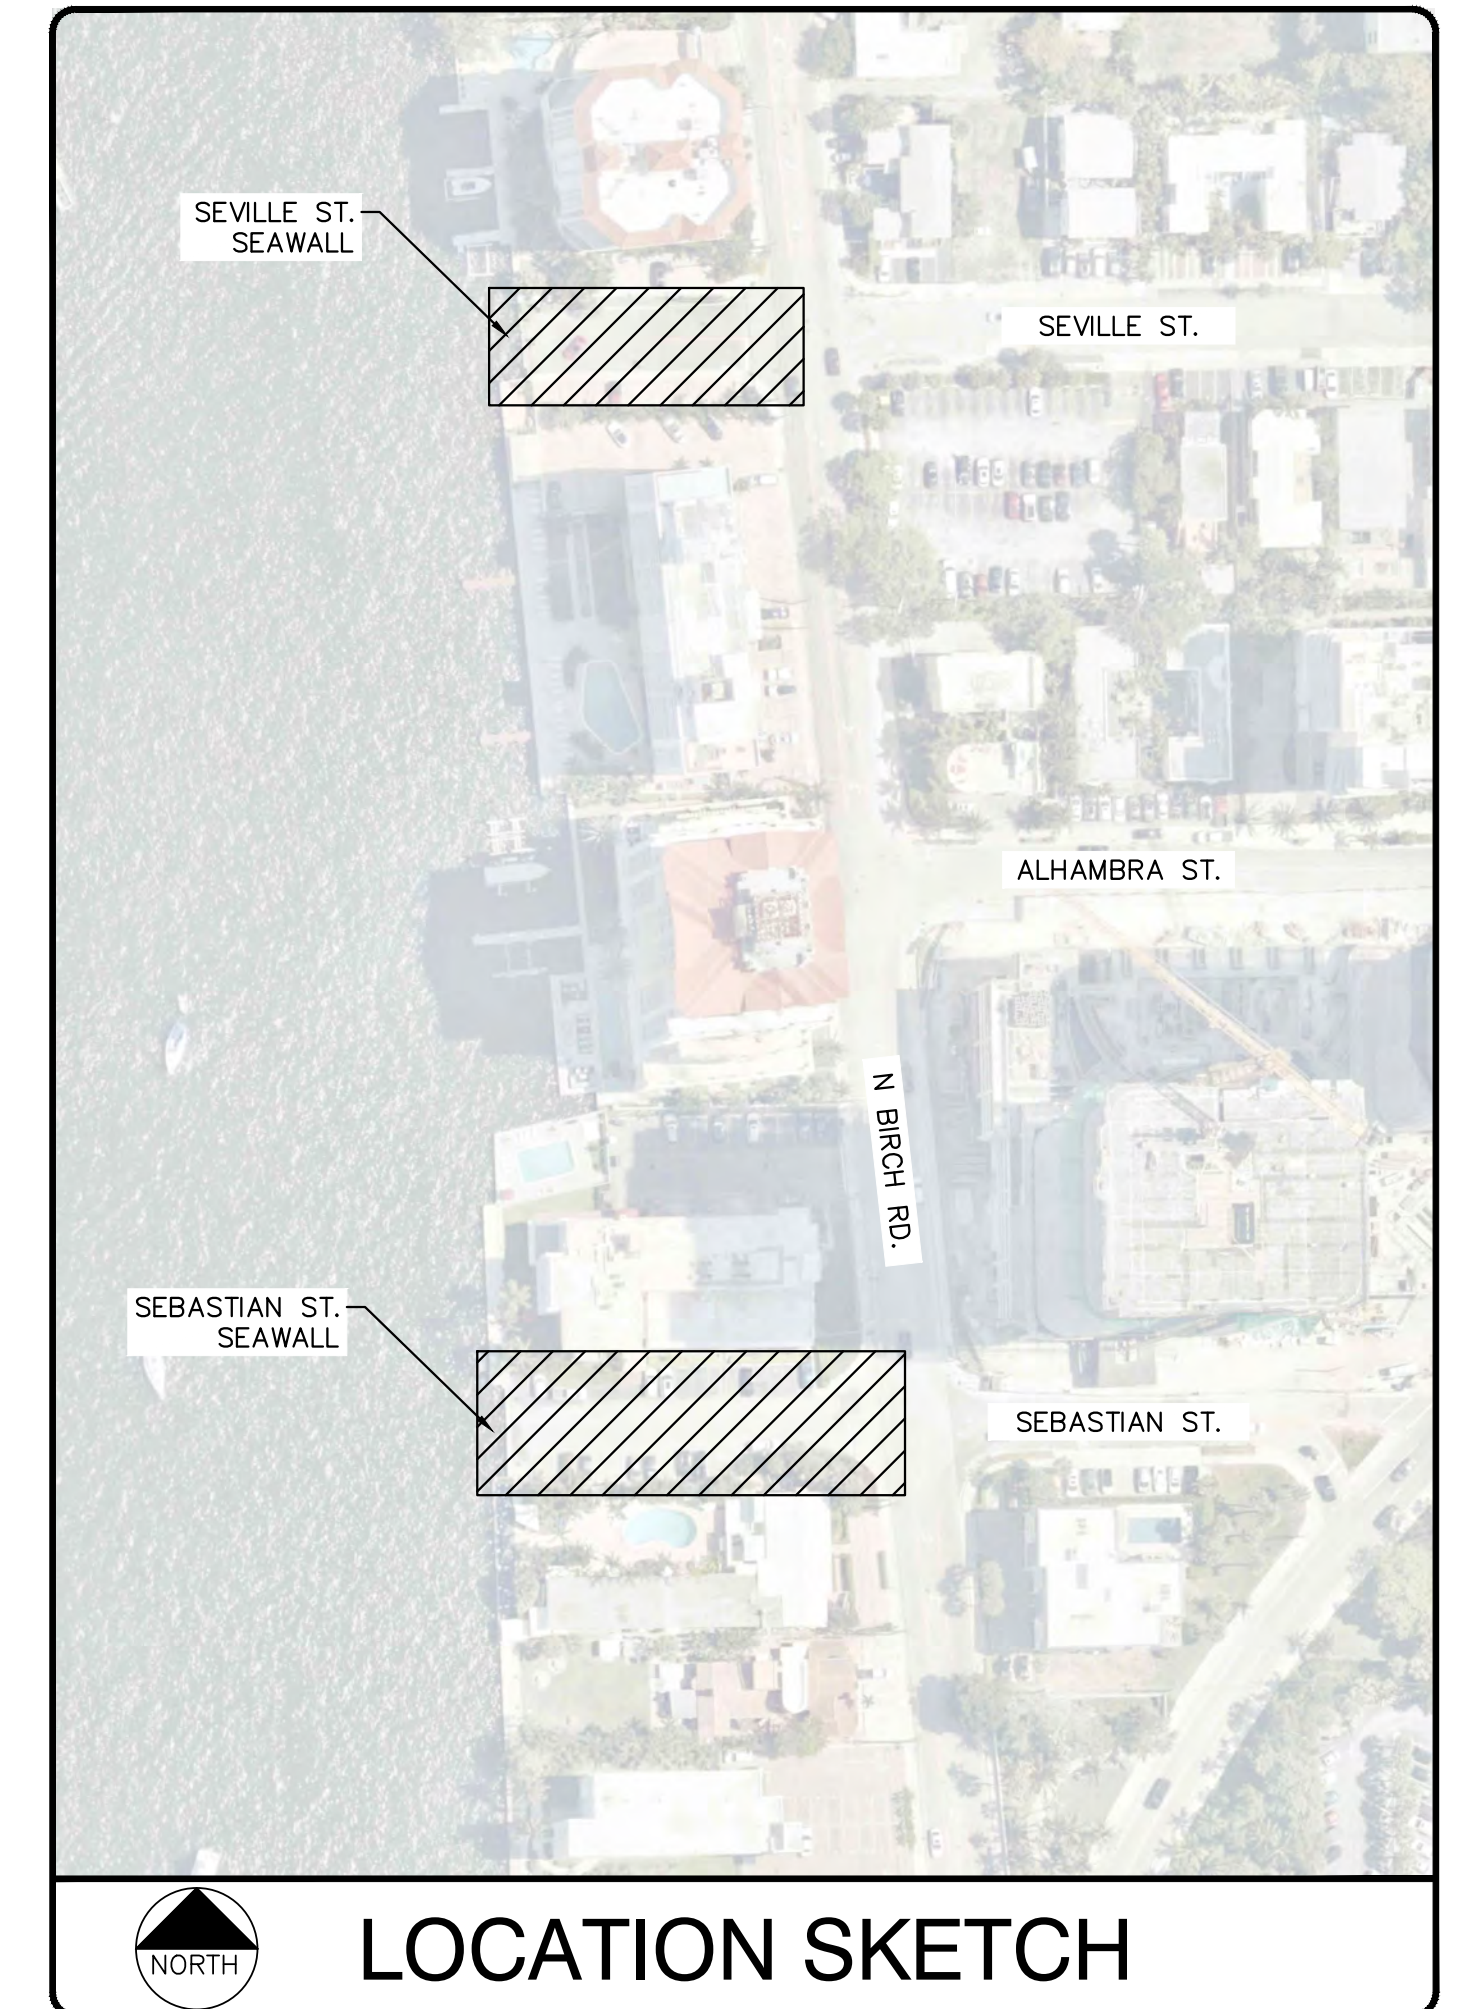 SEVILLE ST.
SEAWALL
SEVILLE ST.
ALHAMBRA ST.
N BIRCH RD.
SEBASTIAN ST.
SEAWALL
SEBASTIAN ST.
NORTH
LOCATION SKETCH